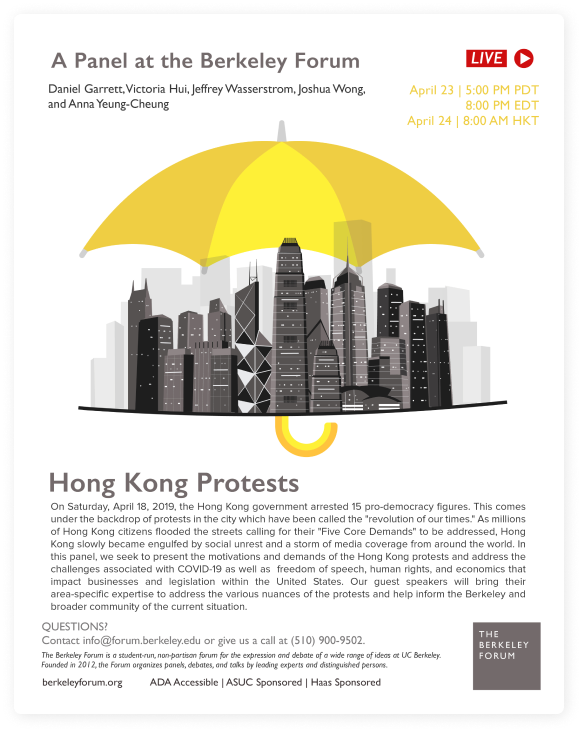 A Panel at the Berkeley Forum
LIVE
Daniel Garrett,Victoria Hui, Jeffrey Wasserstrom, Joshua Wong,
and Anna Yeung-Cheung
April 23 | 5:00 PM PDT
8:00 PM EDT
April 24 | 8:00 AM HKT
Hong Kong Protests
On Saturday, April 18, 2019, the Hong Kong government arrested 15 pro-democracy figures. This comes
under the backdrop of protests in the city which have been called the "revolution of our times." As millions
of Hong Kong citizens flooded the streets calling for their "Five Core Demands" to be addressed, Hong
Kong slowly became engulfed by social unrest and a storm of media coverage from around the world. In
this panel, we seek to present the motivations and demands of the Hong Kong protests and address the
challenges associated with COVID-19 as well as freedom of speech, human rights, and economics that
impact businesses and legislation within the United States. Our guest speakers will bring their
area-specific expertise to address the various nuances of the protests and help inform the Berkeley and
broader community of the current situation.
QUESTIONS?
Contact info@forum.berkeley.edu or give us a call at (510) 900-9502.
The Berkeley Forum is a student-run, non-partisan forum for the expression and debate of a wide range of ideas at UC Berkeley.
Founded in 2012, the Forum organizes panels, debates, and talks by leading experts and distinguished persons.
berkeleyforum.org ADA Accessible | ASUC Sponsored | Haas Sponsored
THE
BERKELEY
FORUM